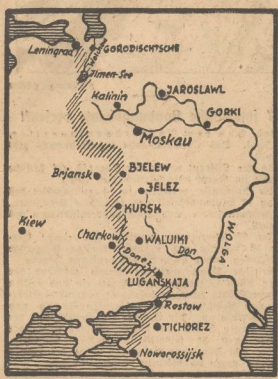 Leningrad
GORODISCHTSCHE
Wolchow
Ilmen-See
JAROSLAWL
Kalinin
GORKI
Moskau
BJELEW
Brjansk
JELEZ
KURSK
Kiew
WOLGA
Charkow
WALUIKI
Donez
Don
LUGANSKAJA
Rostow
TICHOREZ
Noworossijsk